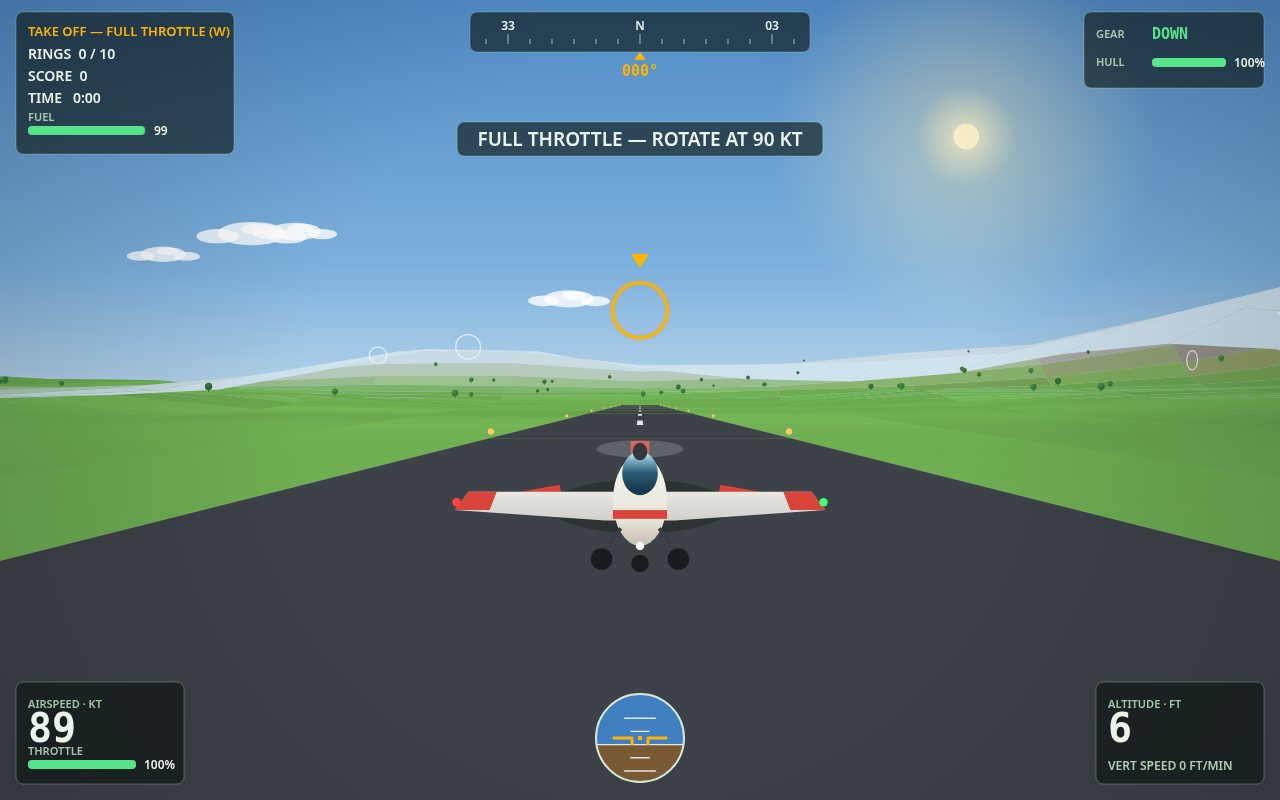 TAKE OFF — FULL THROTTLE (W)
RINGS 0 / 10
SCORE 0
TIME 0:00
FUEL
99
33 N 03
000°
FULL THROTTLE — ROTATE AT 90 KT
GEAR DOWN
HULL 100%
AIRSPEED · KT
89
THROTTLE
100%
ALTITUDE · FT
6
VERT SPEED 0 FT/MIN